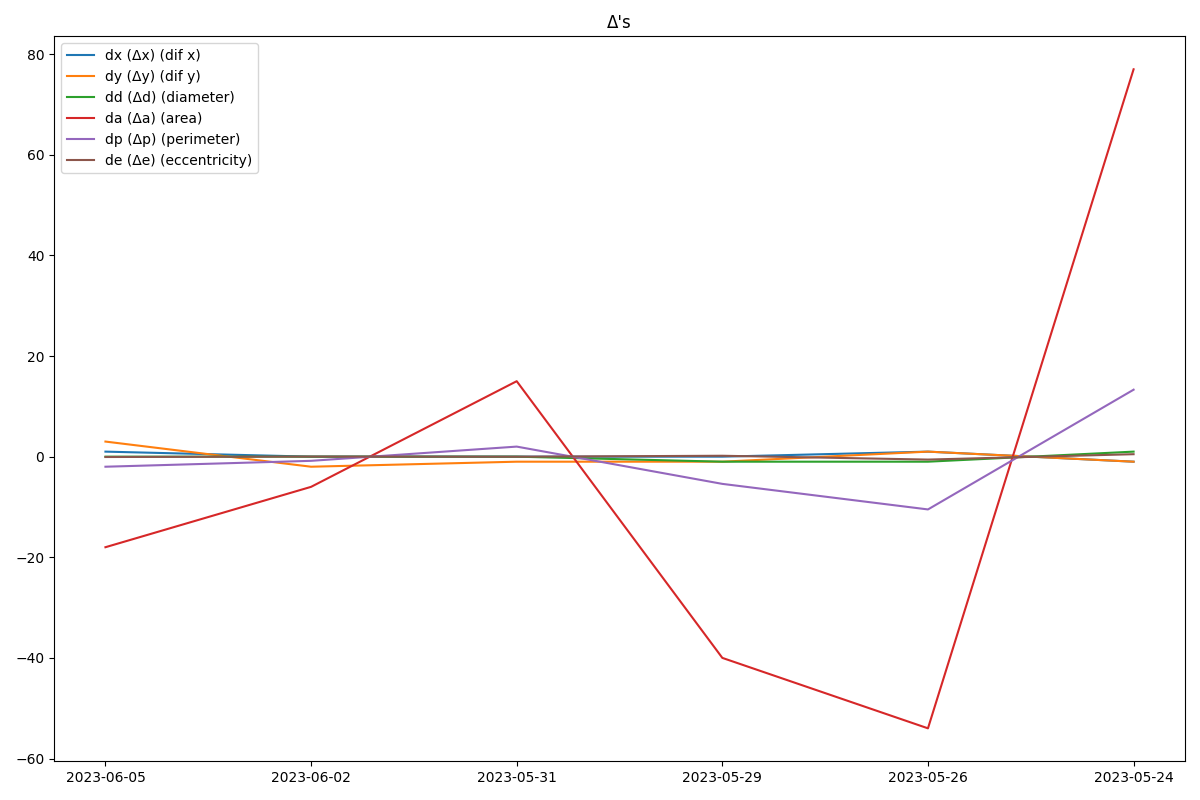 Δ's
dx (Δx) (dif x)
dy (Δy) (dif y)
dd (Δd) (diameter)
da (Δa) (area)
dp (Δp) (perimeter)
de (Δe) (eccentricity)
80
60
40
20
0
−20
−40
−60
2023-06-05 2023-06-02 2023-05-31 2023-05-29 2023-05-26 2023-05-24